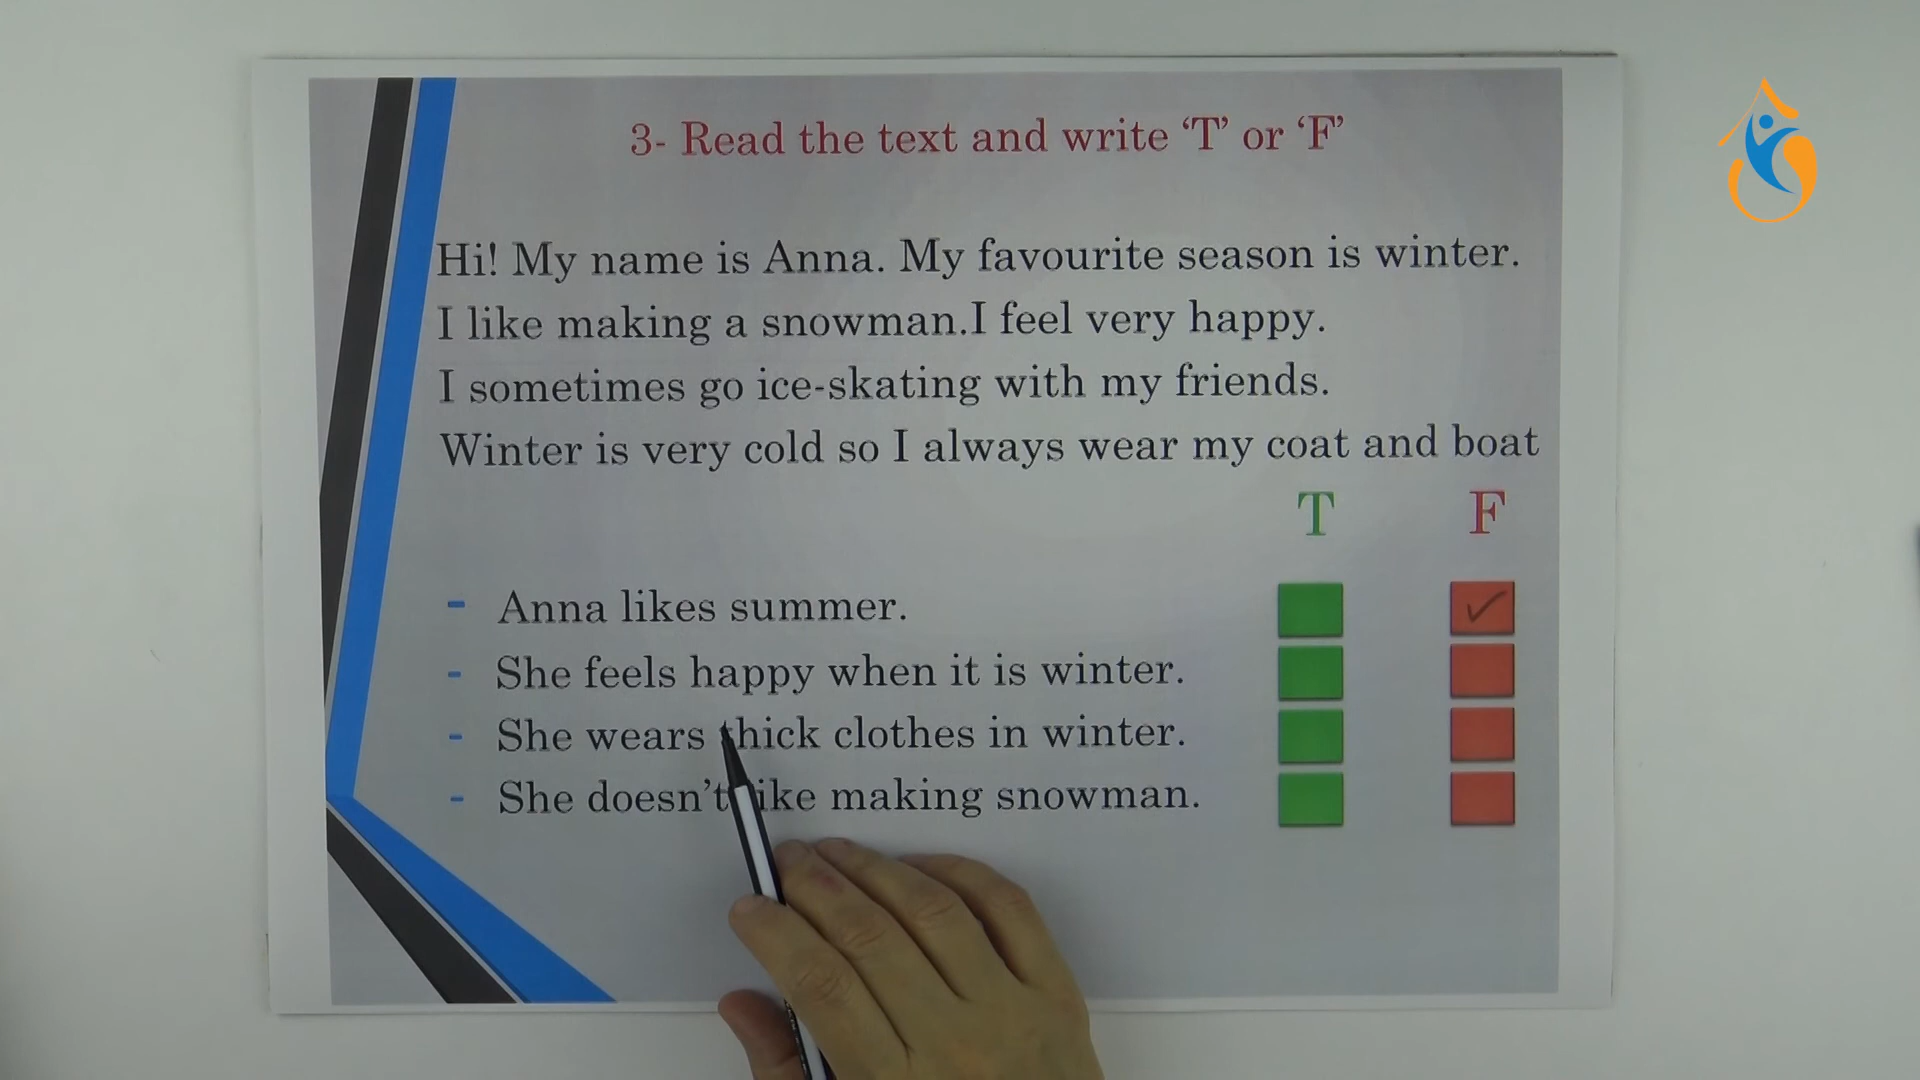 3- Read the text and write ‘T’ or ‘F’
Hi! My name is Anna. My favourite season is winter.
I like making a snowman.I feel very happy.
I sometimes go ice-skating with my friends.
Winter is very cold so I always wear my coat and boat
T F
- Anna likes summer. ✓
- She feels happy when it is winter.
- She wears thick clothes in winter.
- She doesn’t like making snowman.